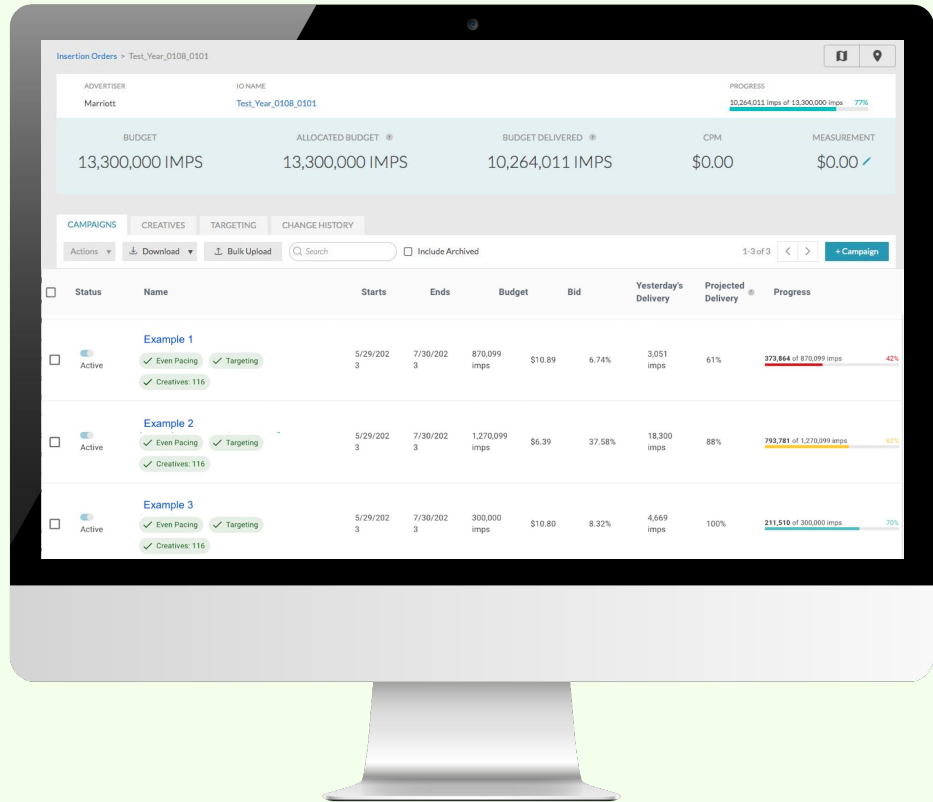 Insertion Orders > Test_Year_0108_0101
ADVERTISER
Marriott
IO NAME
Test_Year_0108_0101
PROGRESS
10,264,011 imps of 13,300,000 imps 77%
BUDGET
13,300,000 IMPS
ALLOCATED BUDGET
13,300,000 IMPS
BUDGET DELIVERED
10,264,011 IMPS
CPM
$0.00
MEASUREMENT
$0.00
CAMPAIGNS CREATIVES TARGETING CHANGE HISTORY
Actions Download Bulk Upload Search Include Archived 1-3 of 3 + Campaign
Status Name Starts Ends Budget Bid Yesterday's Delivery Projected Delivery Progress
Example 1
Active
Even Pacing Targeting
Creatives: 116
5/29/2023 7/30/2023 870,099 imps $10.89 6.74% 3,051 imps 61% 373,864 of 870,099 imps 42%
Example 2
Active
Even Pacing Targeting
Creatives: 116
5/29/2023 7/30/2023 1,270,099 imps $6.39 37.58% 18,300 imps 88% 793,781 of 1,270,099 imps 62%
Example 3
Active
Even Pacing Targeting
Creatives: 116
5/29/2023 7/30/2023 300,000 imps $10.80 8.32% 4,669 imps 100% 211,510 of 300,000 imps 70%